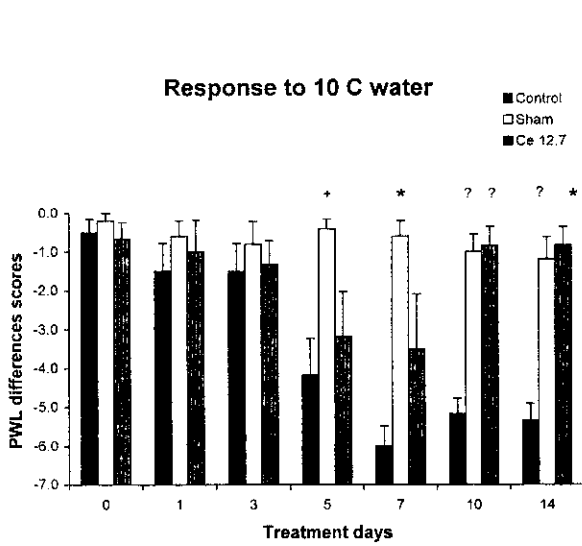 Response to 10 C water
Control
Sham
Ce 12.7
+ * ? ? ? *
0.0
-1.0
-2.0
-3.0
-4.0
-5.0
-6.0
-7.0
PWL differences scores
0 1 3 5 7 10 14
Treatment days